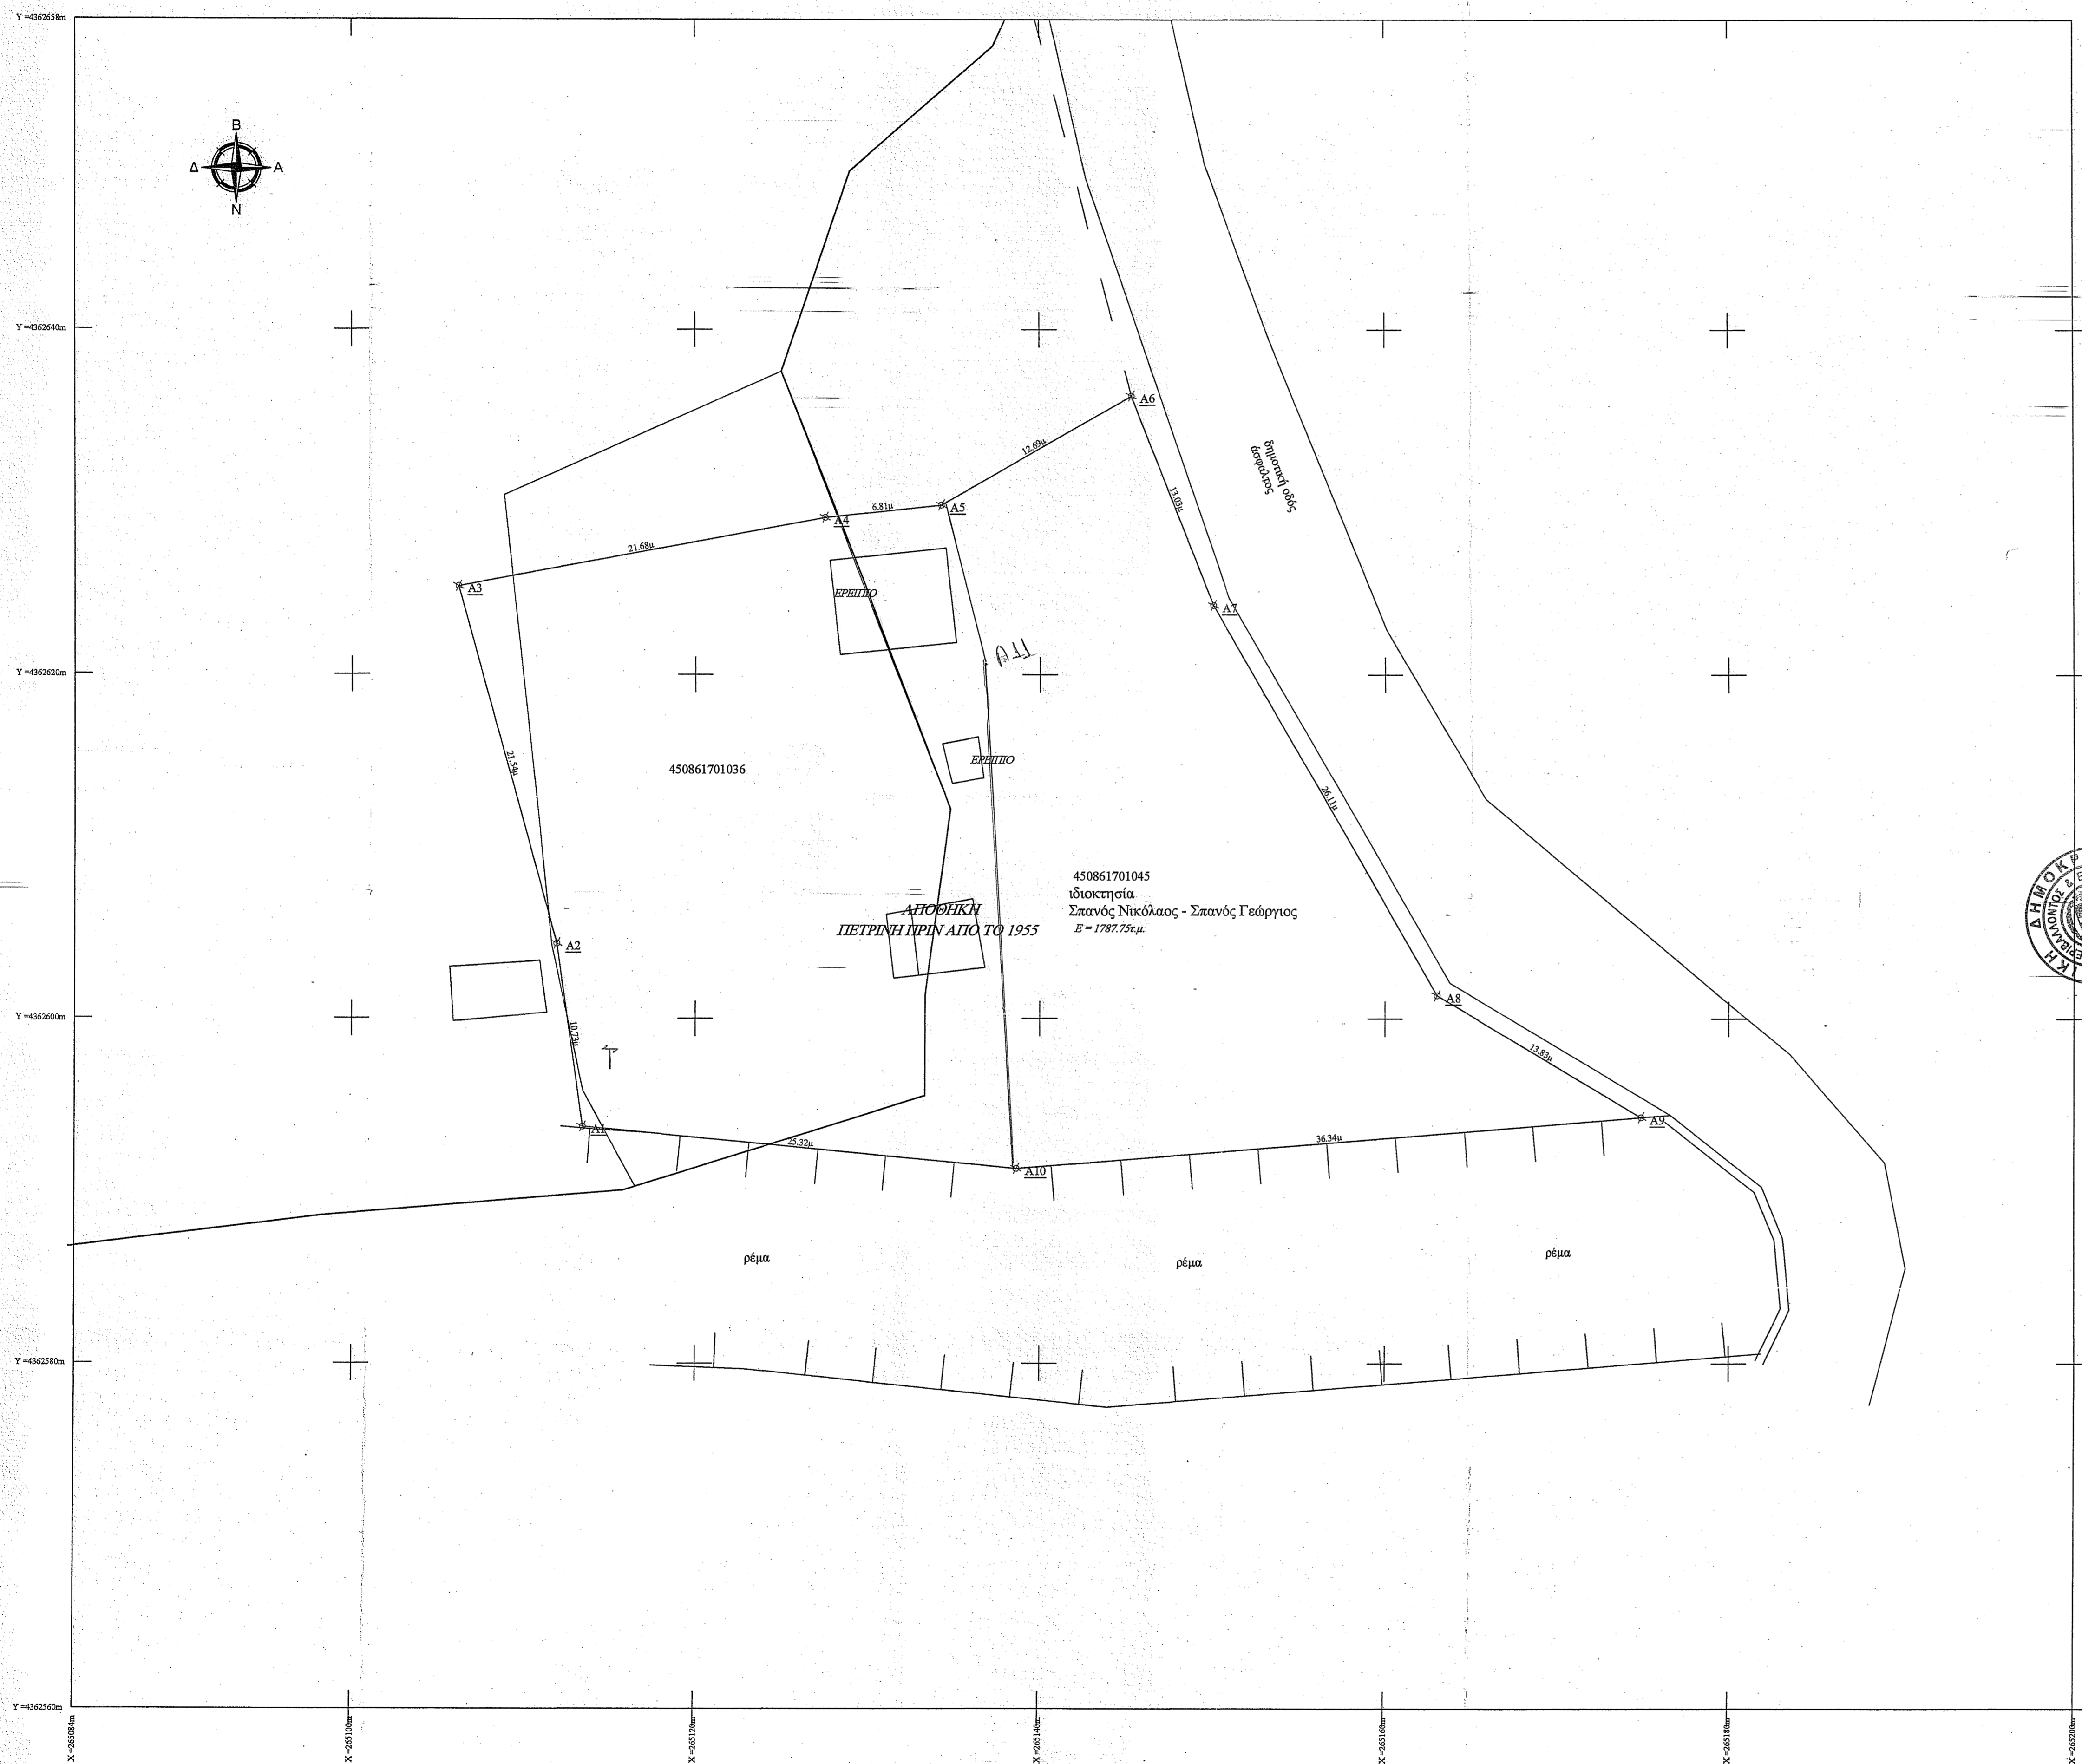 Y =4362658m
B
Δ
A
N
Y =4362640m
A6
12.69μ
δημοτική οδός
άσφαλτος
13.03μ
6.81μ
A5
A4
21.68μ
A3
ΕΡΕΙΠΙΟ
A7
A11
Y =4362620m
21.54μ
450861701036
ΕΡΕΙΠΙΟ
26.11μ
450861701045
ιδιοκτησία
Σπανός Νικόλαος - Σπανός Γεώργιος
E = 1787.75τ.μ.
ΑΠΟΘΗΚΗ
ΠΕΤΡΙΝΗ ΠΡΙΝ ΑΠΟ ΤΟ 1955
A2
A8
Y =4362600m
10.73μ
T
13.83μ
A1
25.32μ
36.34μ
A9
A10
ρέμα
ρέμα
ρέμα
Y =4362580m
Y =4362560m
X =265084m
X =265100m
X =265120m
X =265140m
X =265160m
X =265180m
X =265200m